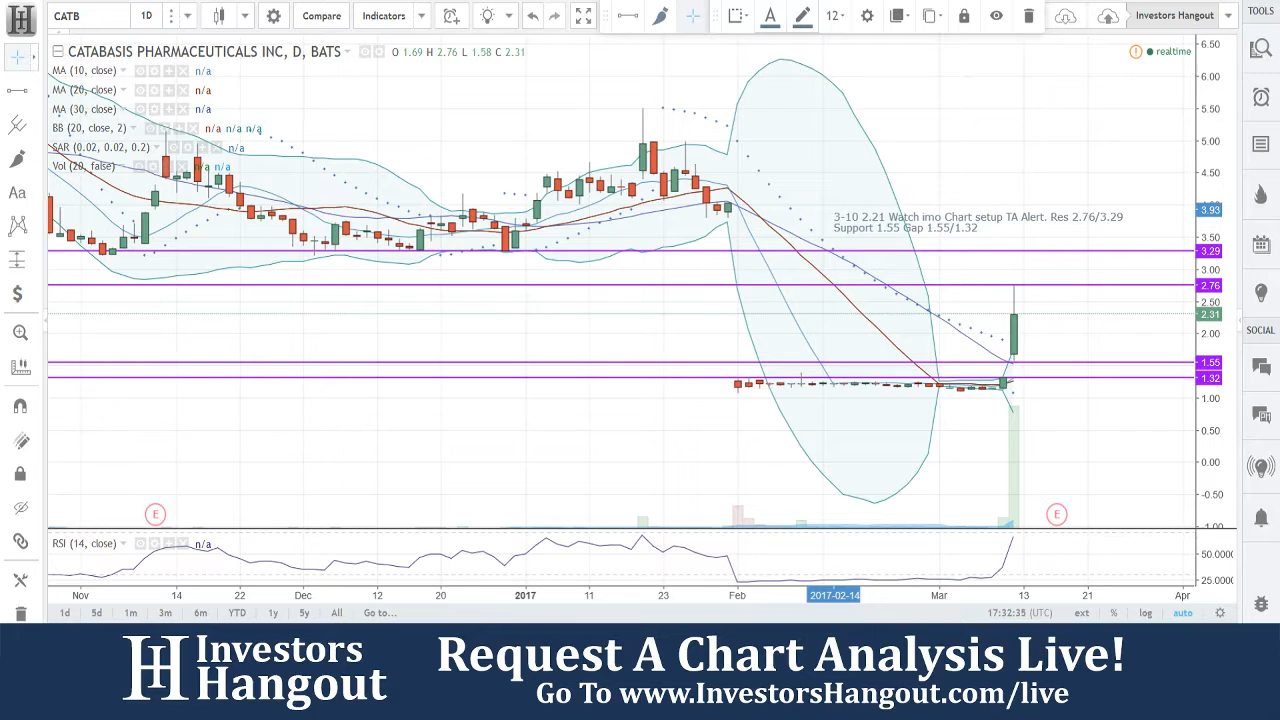 CATB
1D
Compare
Indicators
12
Investors Hangout
TOOLS
CATABASIS PHARMACEUTICALS INC, D, BATS
O 1.69 H 2.76 L 1.58 C 2.31
realtime
MA (10, close) n/a
MA (20, close) n/a
MA (30, close) n/a
BB (20, close, 2) n/a n/a n/a
SAR (0.02, 0.02, 0.2) n/a
Vol (20, false) n/a n/a
3-10 2.21 Watch imo Chart setup TA Alert. Res 2.76/3.29
Support 1.55 Gap 1.55/1.32
6.50
6.00
5.50
5.00
4.50
3.93
3.50
3.29
3.00
2.76
2.50
2.31
2.00
1.55
1.32
1.00
0.50
0.00
-0.50
-1.00
SOCIAL
E
E
RSI (14, close) n/a
50.0000
25.0000
Nov 14 22 Dec 12 20 2017 11 23 Feb 2017-02-14 Mar 13 21 Apr
1d 5d 1m 3m 6m YTD 1y 5y All Go to...
17:32:35 (UTC) ext % log auto
Investors
Hangout
Request A Chart Analysis Live!
Go To www.InvestorsHangout.com/live